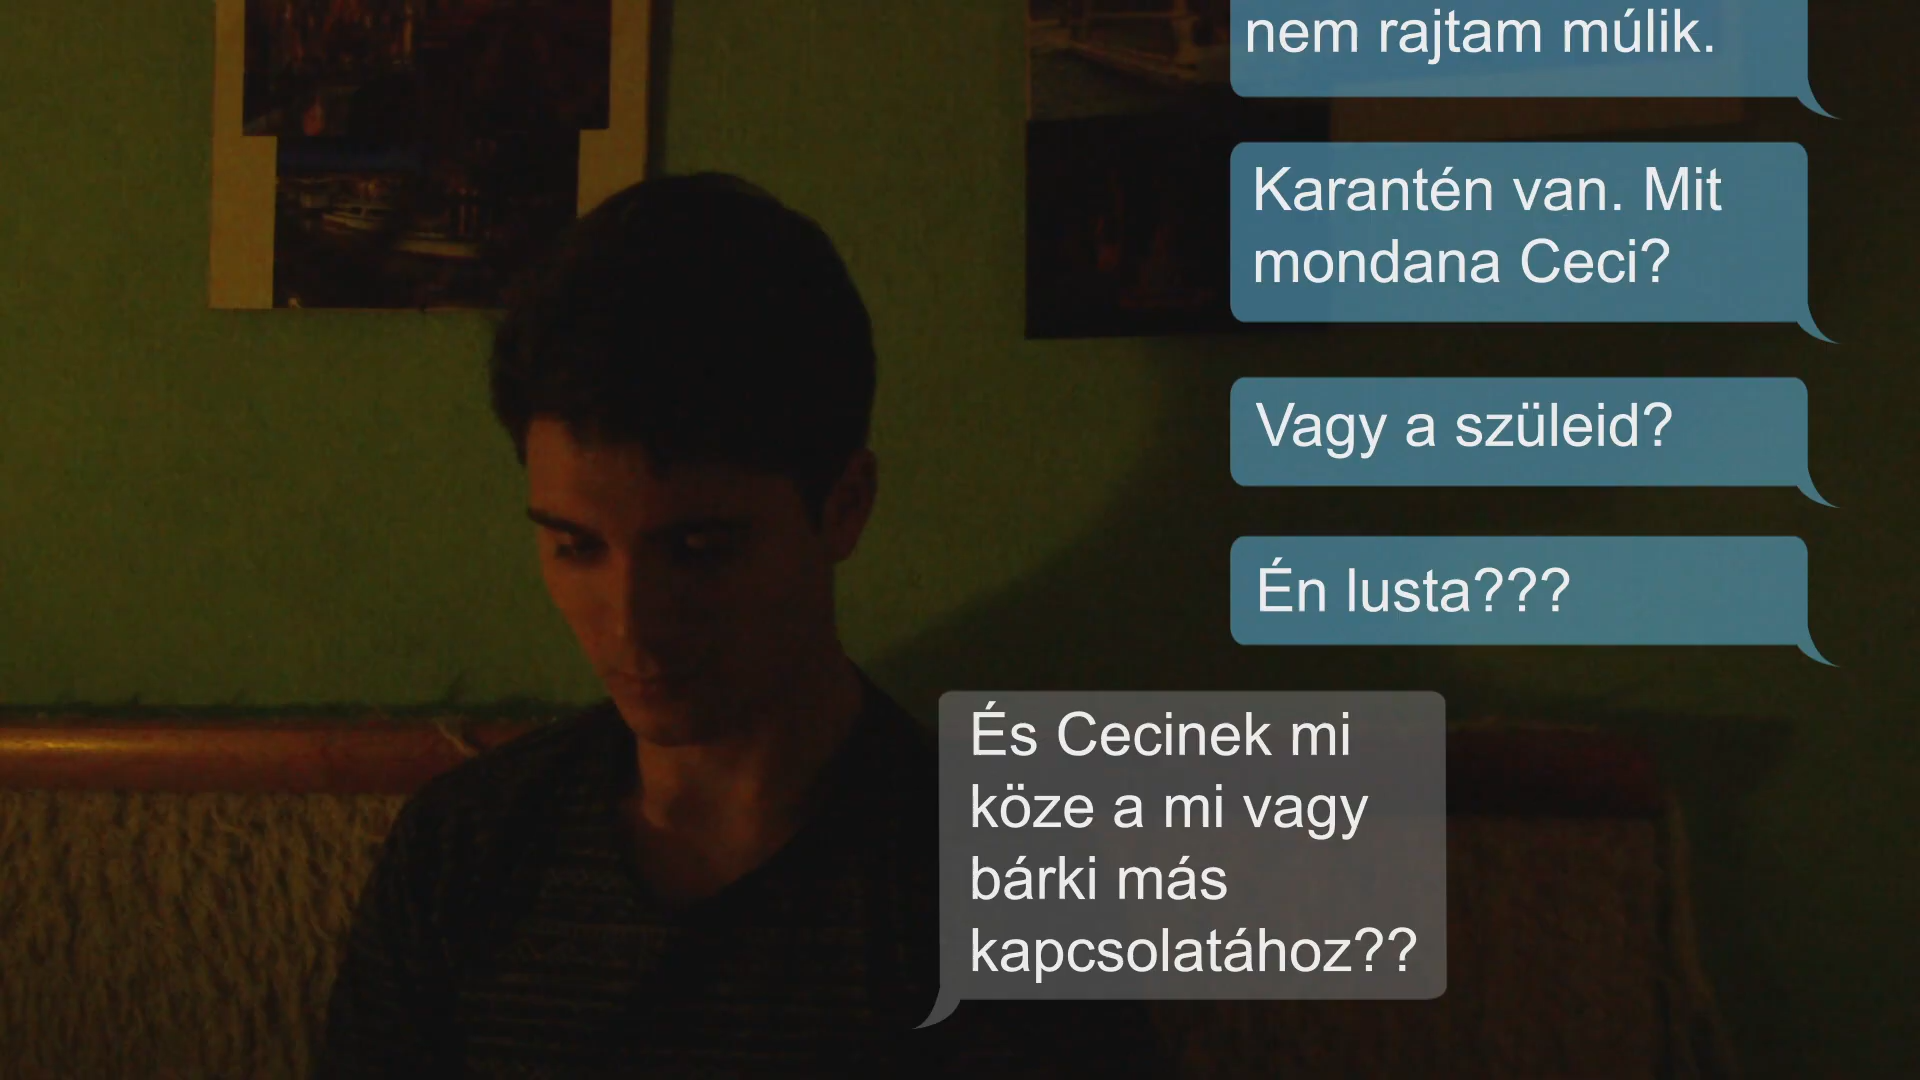 nem rajtam múlik.
Karantén van. Mit
mondana Ceci?
Vagy a szüleid?
Én lusta???
És Cecinek mi
köze a mi vagy
bárki más
kapcsolatához??